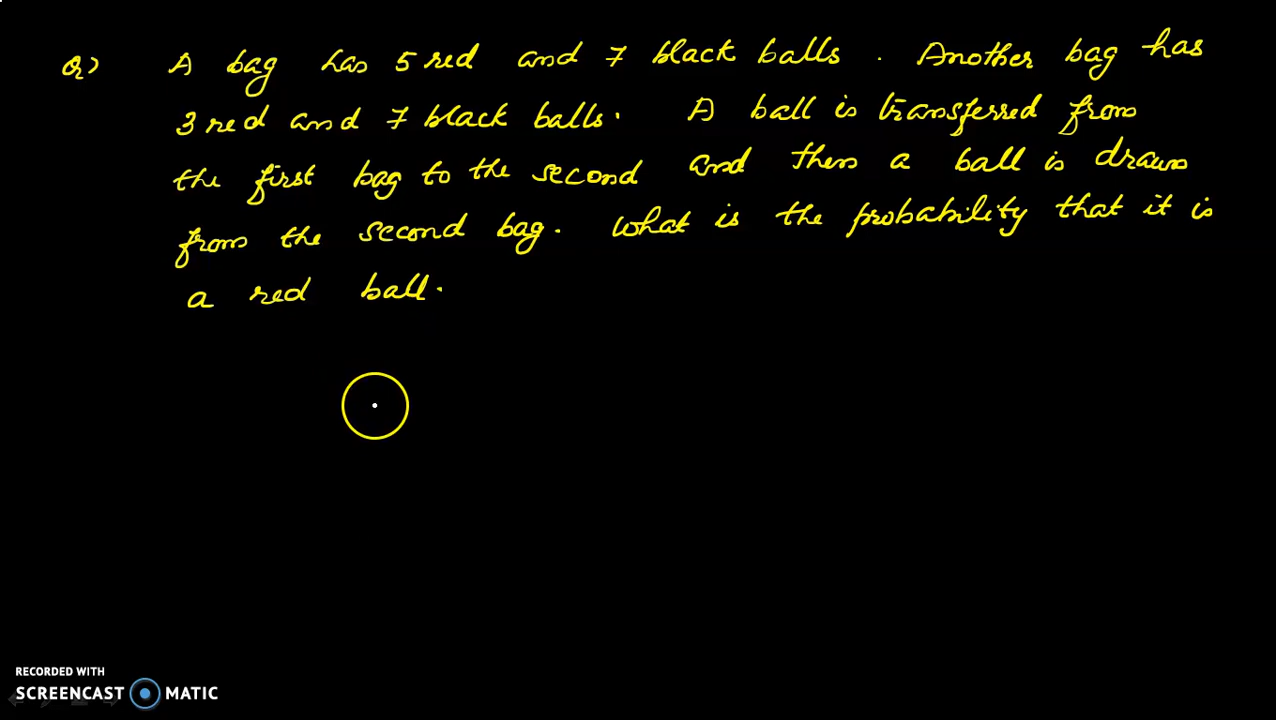 Q) A bag has 5 red and 7 black balls. Another bag has
3 red and 7 black balls. A ball is transferred from
the first bag to the second and then a ball is drawn
from the second bag. What is the probability that it is
a red ball.
RECORDED WITH
SCREENCAST MATIC